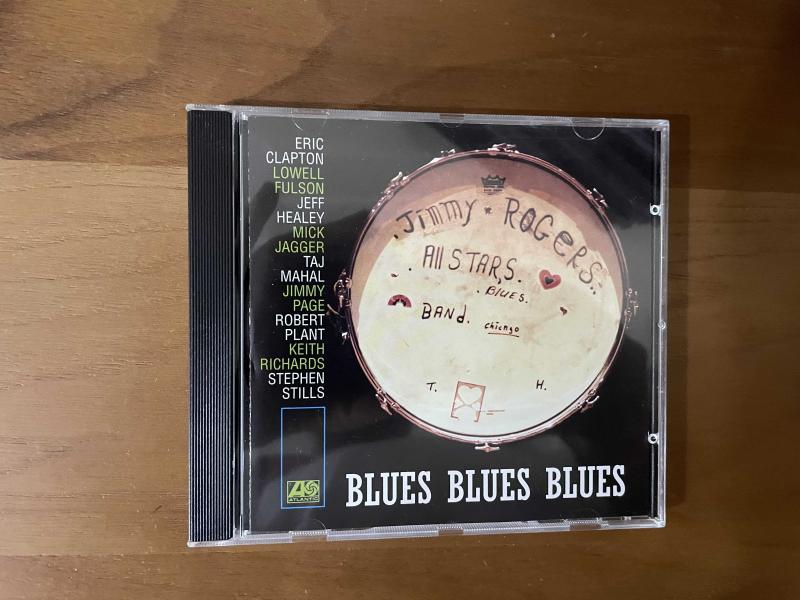 ERIC
CLAPTON
LOWELL
FULSON
JEFF
HEALEY
MICK
JAGGER
TAJ
MAHAL
JIMMY
PAGE
ROBERT
PLANT
KEITH
RICHARDS
STEPHEN
STILLS
ATLANTIC
.JiMMY * ROGeRS.
. All STARS.
. BlUES.
BANd. chicago
T. H.
BLUES BLUES BLUES